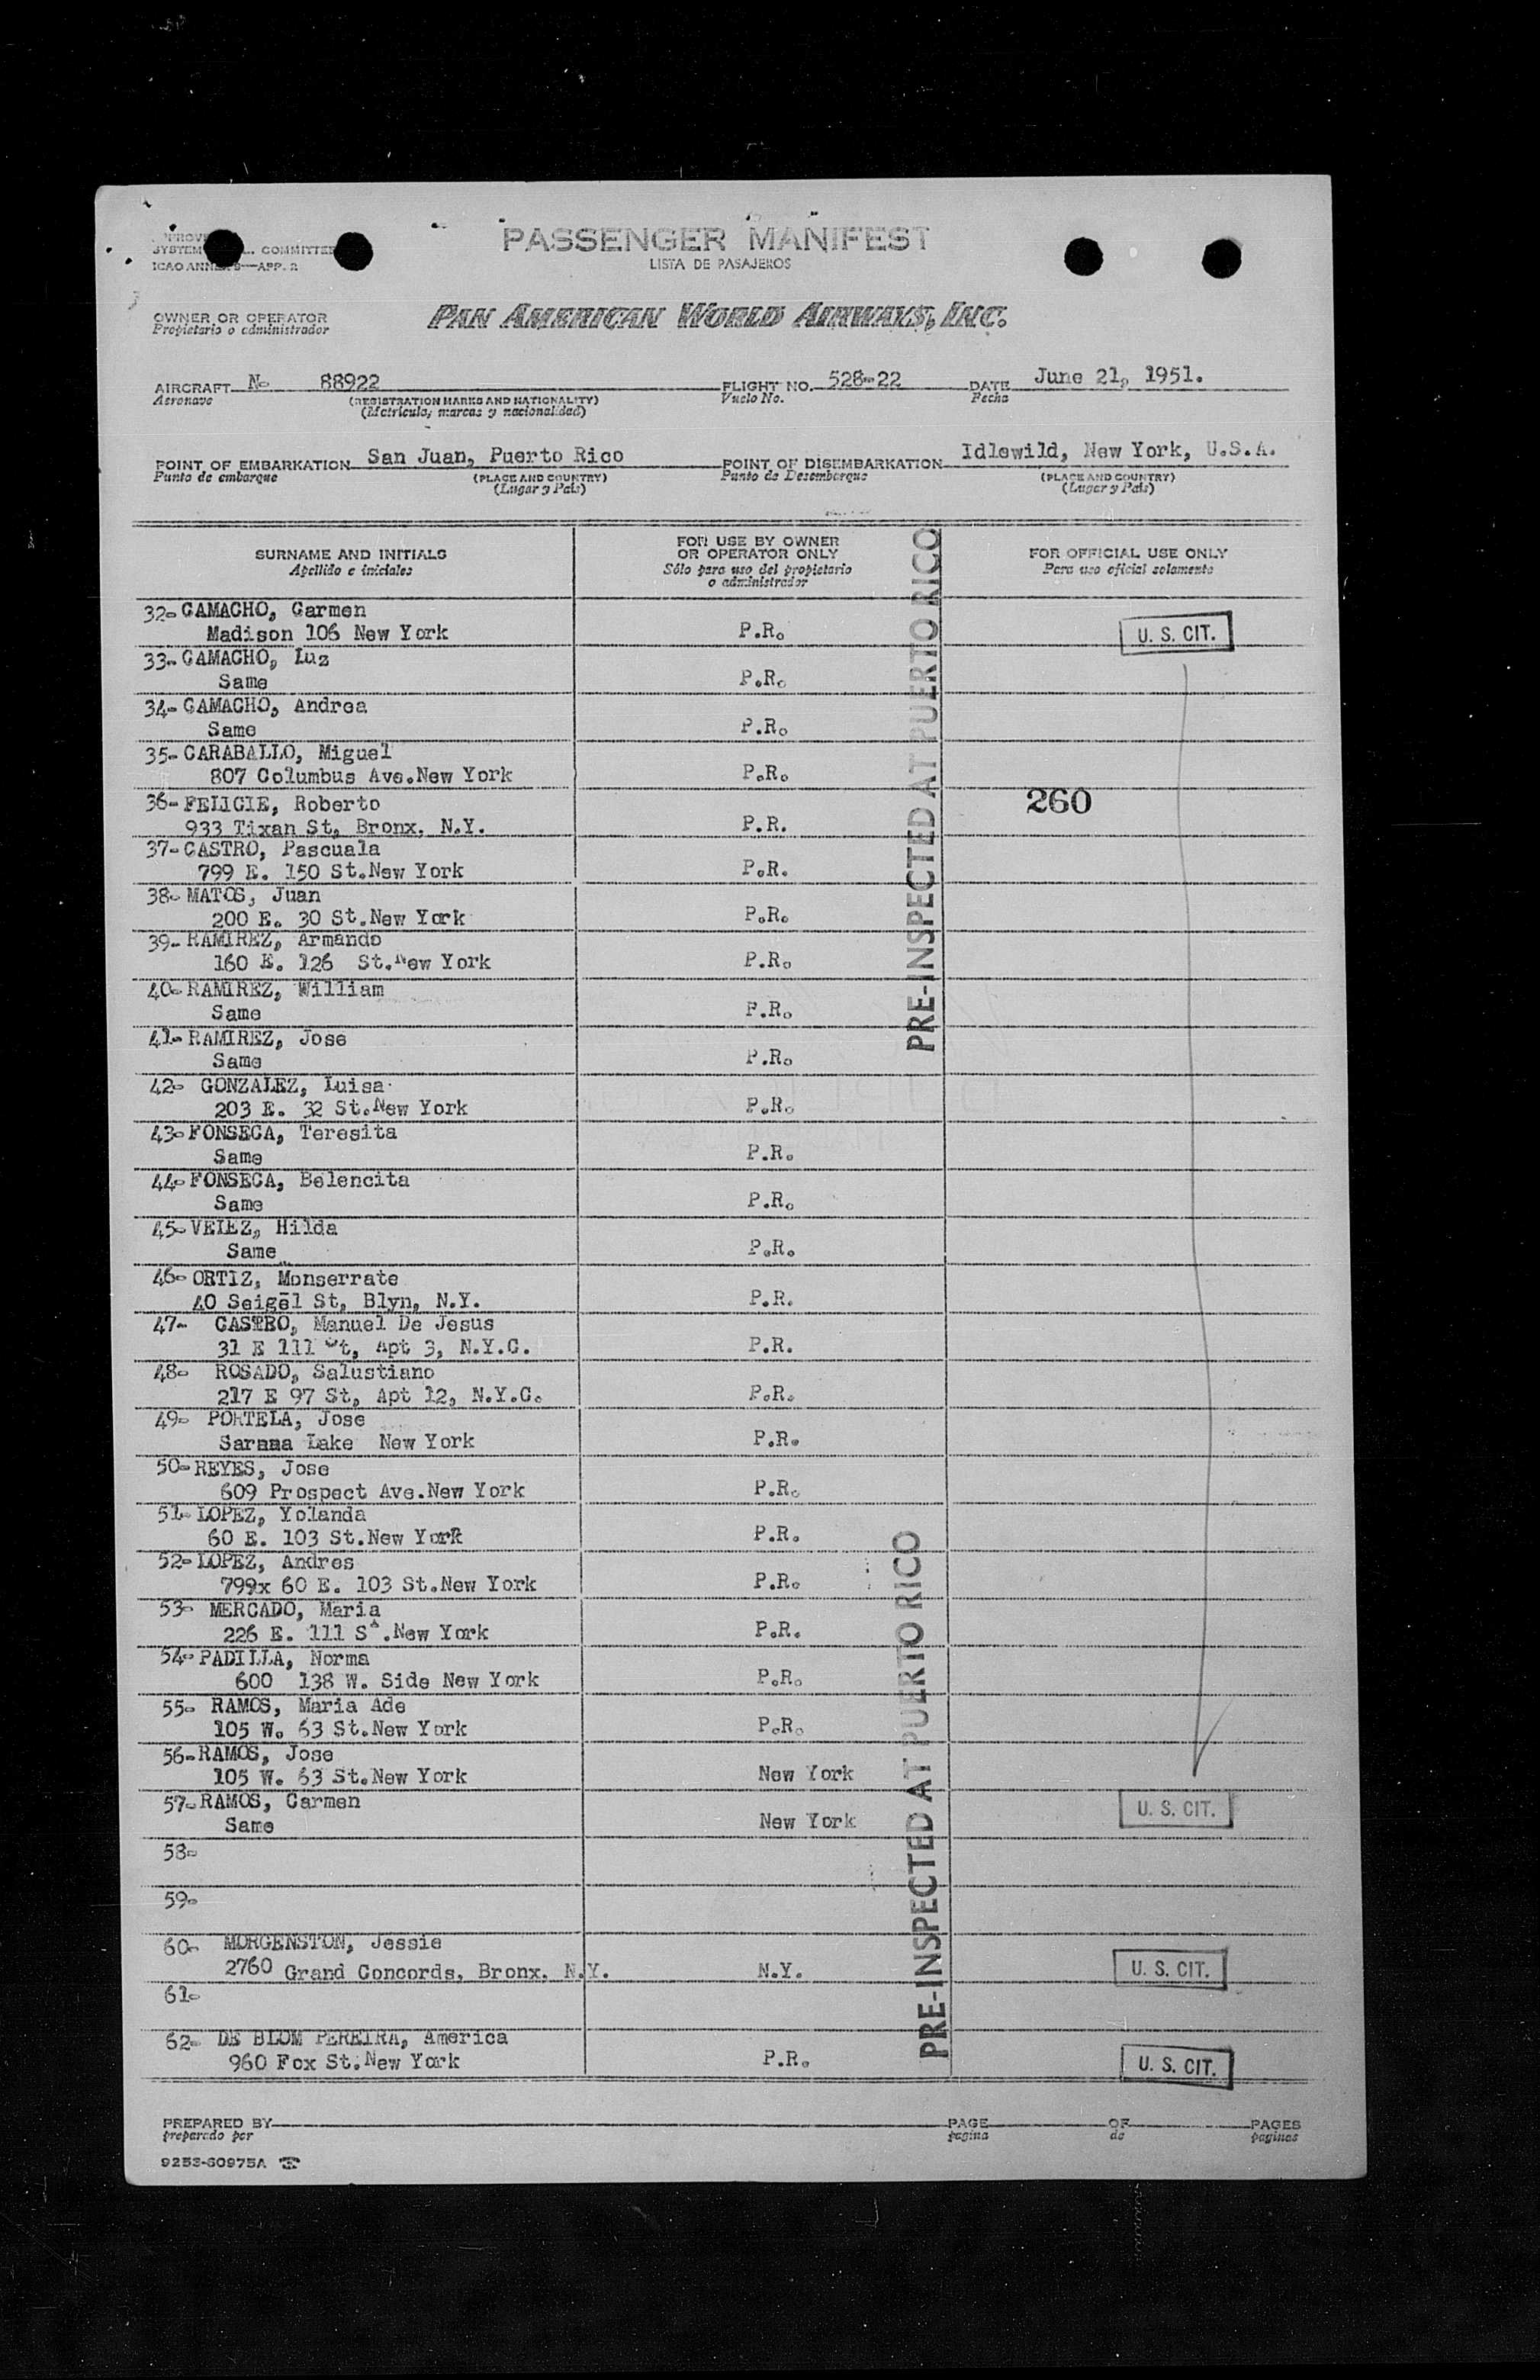 PASSENGER MANIFEST
LISTA DE PASAJEROS
SYSTEM COMMITTEE
ICAO ANNEX 9—APP. 2
OWNER OR OPERATOR
Propietario o administrador
PAN AMERICAN WORLD AIRWAYS, INC.
AIRCRAFT N- 88922 FLIGHT NO. 528-22 DATE June 21, 1951.
Aeronave (REGISTRATION MARKS AND NATIONALITY) Vuelo No. Fecha
(Matricula, marcas y nacionalidad)
POINT OF EMBARKATION San Juan, Puerto Rico POINT OF DISEMBARKATION Idlewild, New York, U.S.A.
Punto de embarque (PLACE AND COUNTRY) Punto de Desembarque (PLACE AND COUNTRY)
(Lugar y Pais) (Lugar y Pais)
SURNAME AND INITIALS FOR USE BY OWNER OR OPERATOR ONLY FOR OFFICIAL USE ONLY
Apellido e iniciales Sólo para uso del propietario o administrador Para uso oficial solamente
PRE-INSPECTED AT PUERTO RICO
32- CAMACHO, Carmen
Madison 106 New York P.R. U. S. CIT.
33- CAMACHO, Luz
Same P.R.
34- CAMACHO, Andrea
Same P.R.
35- CARABALLO, Miguel
807 Columbus Ave.New York P.R.
36- FELICIE, Roberto 260
933 Tixan St, Bronx, N.Y. P.R.
37- CASTRO, Pascuala
799 E. 150 St.New York P.R.
38- MATOS, Juan
200 E. 30 St.New York P.R.
39- RAMIREZ, Armando
160 E. 126 St.New York P.R.
40- RAMIREZ, William
Same P.R.
41- RAMIREZ, Jose
Same P.R.
42- GONZALEZ, Luisa
203 E. 32 St.New York P.R.
43- FONSECA, Teresita
Same P.R.
44- FONSECA, Belencita
Same P.R.
45- VELEZ, Hilda
Same P.R.
46- ORTIZ, Monserrate
40 Seigel St, Blyn, N.Y. P.R.
47- CASTRO, Manuel De Jesus
31 E 111 St, Apt 3, N.Y.C. P.R.
48- ROSADO, Salustiano
217 E 97 St, Apt 12, N.Y.C. P.R.
49- PORTELA, Jose
Lake New York P.R.
50- REYES, Jose
609 Prospect Ave.New York P.R.
51- LOPEZ, Yolanda
60 E. 103 St.New York P.R.
52- LOPEZ, Andres
799x 60 E. 103 St.New York P.R.
53- MERCADO, Maria
226 E. 111 St.New York P.R.
54- PADILLA, Norma
600 138 W. Side New York P.R.
55- RAMOS, Maria Ade
105 W. 63 St.New York P.R.
56- RAMOS, Jose
105 W. 63 St.New York New York
57- RAMOS, Carmen U. S. CIT.
Same New York
58-
59-
60- MORGENSTON, Jessie
2760 Grand Concords, Bronx, N.Y. N.Y. U. S. CIT.
61-
62- DE BLOM PEREIRA, America
960 Fox St.New York P.R. U. S. CIT.
PRE-INSPECTED AT PUERTO RICO
PREPARED BY PAGE OF PAGES
preparado por pagina de paginas
9253-60975A